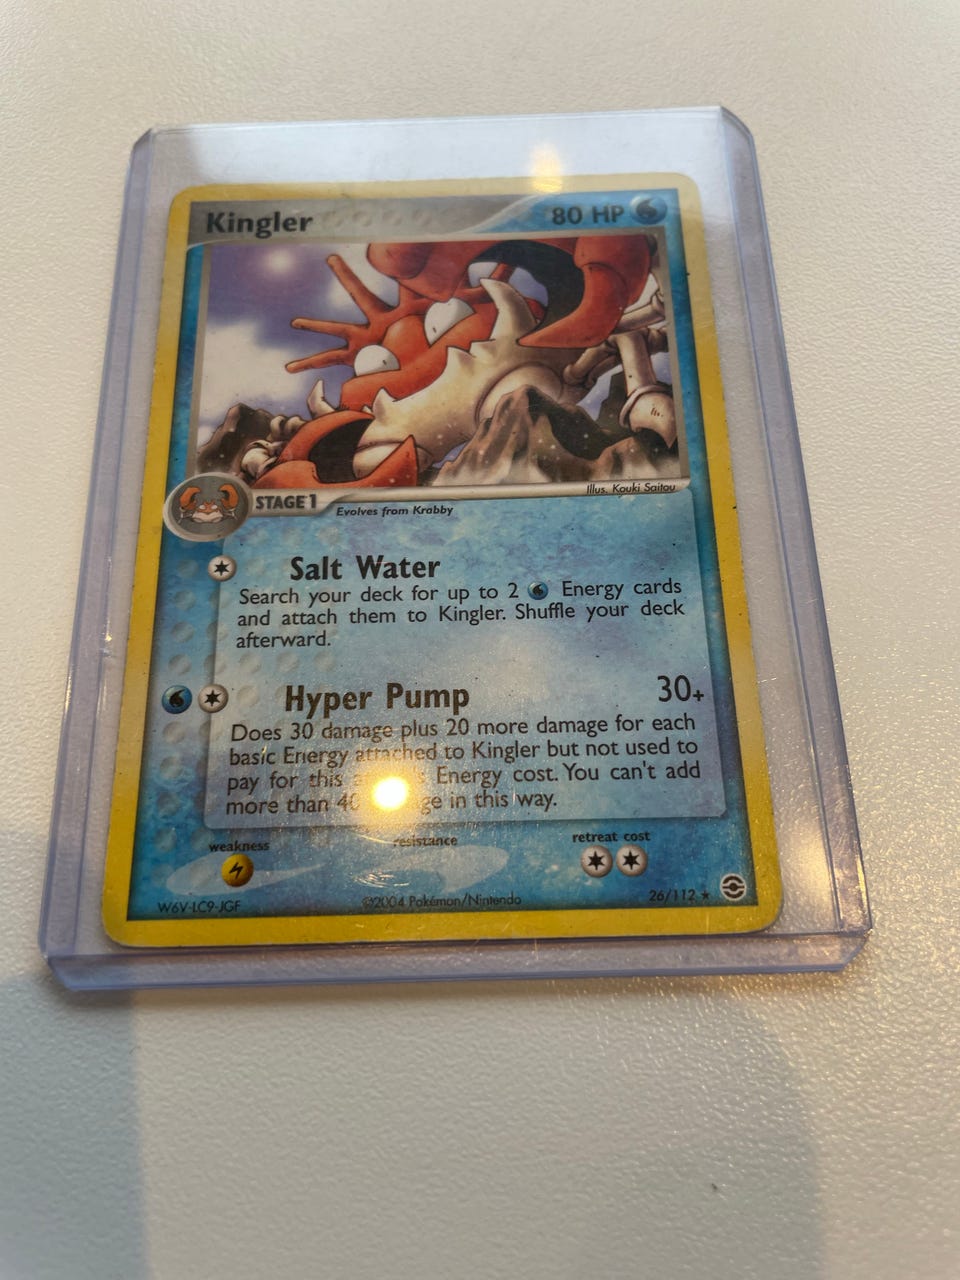 Kingler
80 HP
Illus. Kouki Saitou
STAGE 1
Evolves from Krabby
Salt Water
Search your deck for up to 2 Energy cards
and attach them to Kingler. Shuffle your deck
afterward.
Hyper Pump 30+
Does 30 damage plus 20 more damage for each
basic Energy attached to Kingler but not used to
pay for this Energy cost. You can't add
more than in this way.
weakness resistance retreat cost
W6V-LC9-JGF ©2004 Pokémon/Nintendo 26/112 ★